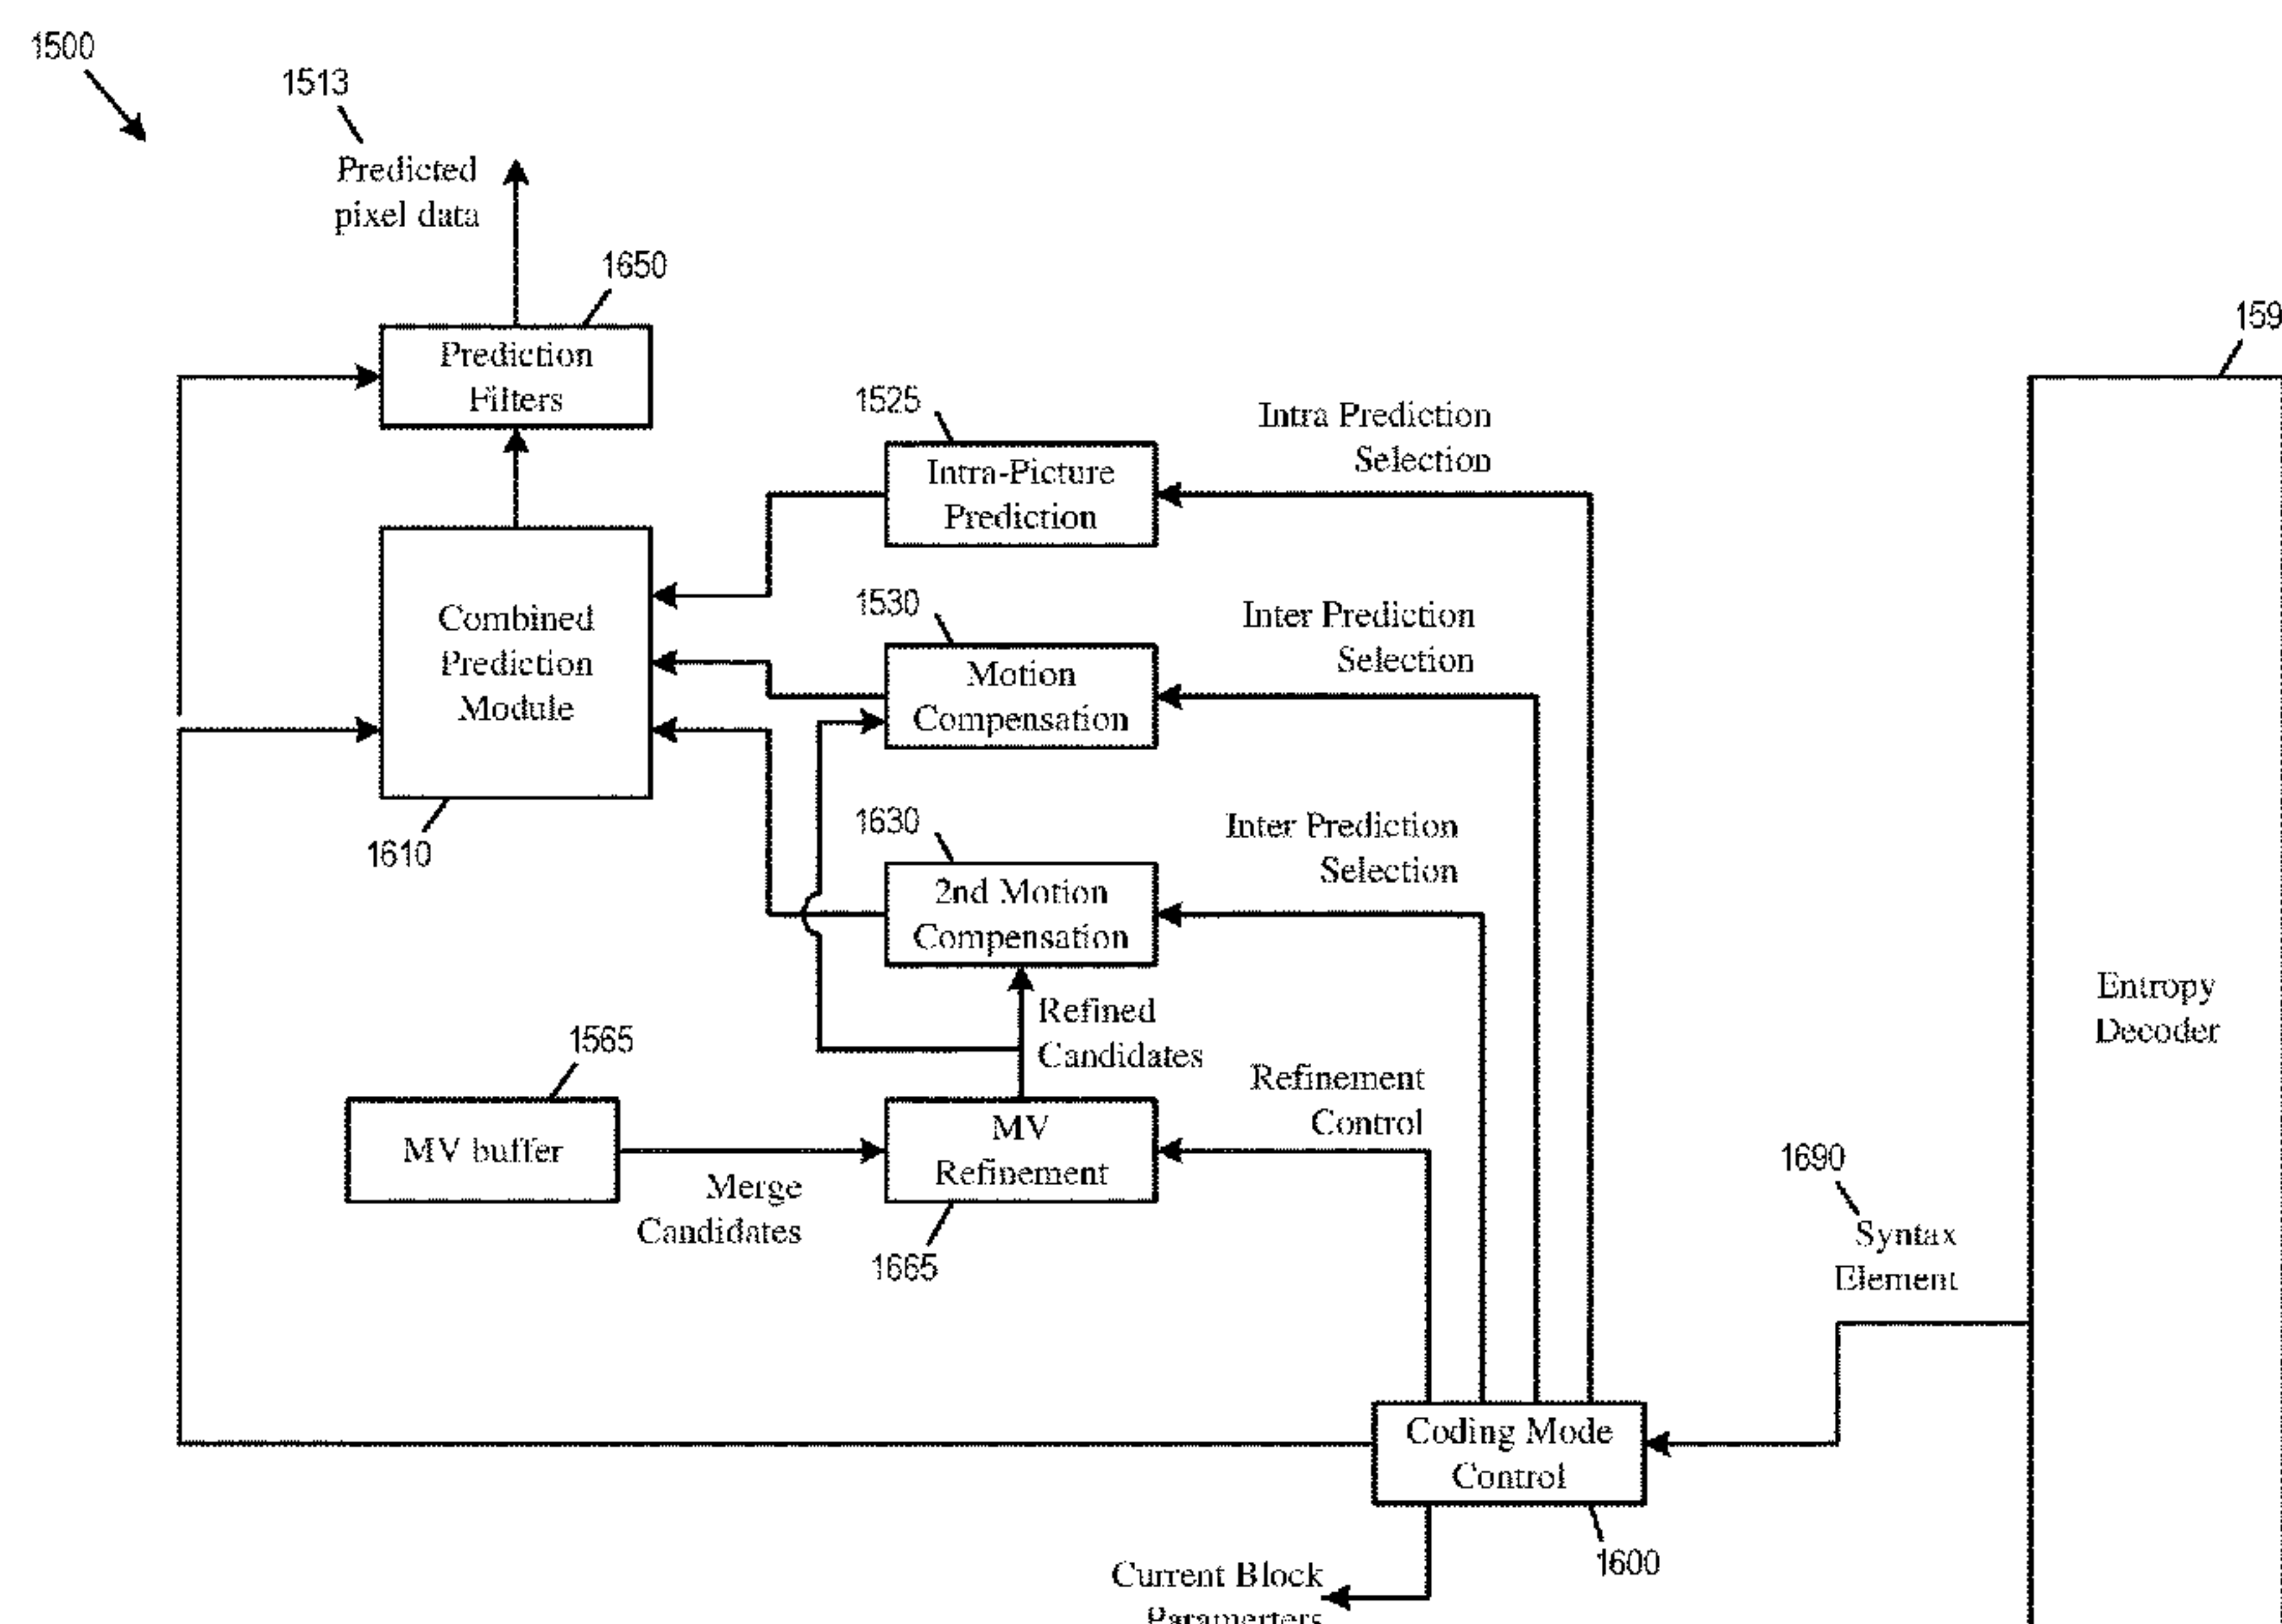 1500
1513
Predicted
pixel data
1650
Prediction
Filters
159
1525
Intra Prediction
Selection
Intra-Picture
Prediction
Combined
Prediction
Module
1530
Inter Prediction
Selection
Motion
Compensation
1610
1630
Inter Prediction
Selection
2nd Motion
Compensation
Entropy
Decoder
Refined
Candidates
1565
Refinement
Control
MV buffer
MV
Refinement
Merge
Candidates
1665
1690
Syntax
Element
Coding Mode
Control
1600
Current Block
Paramerters